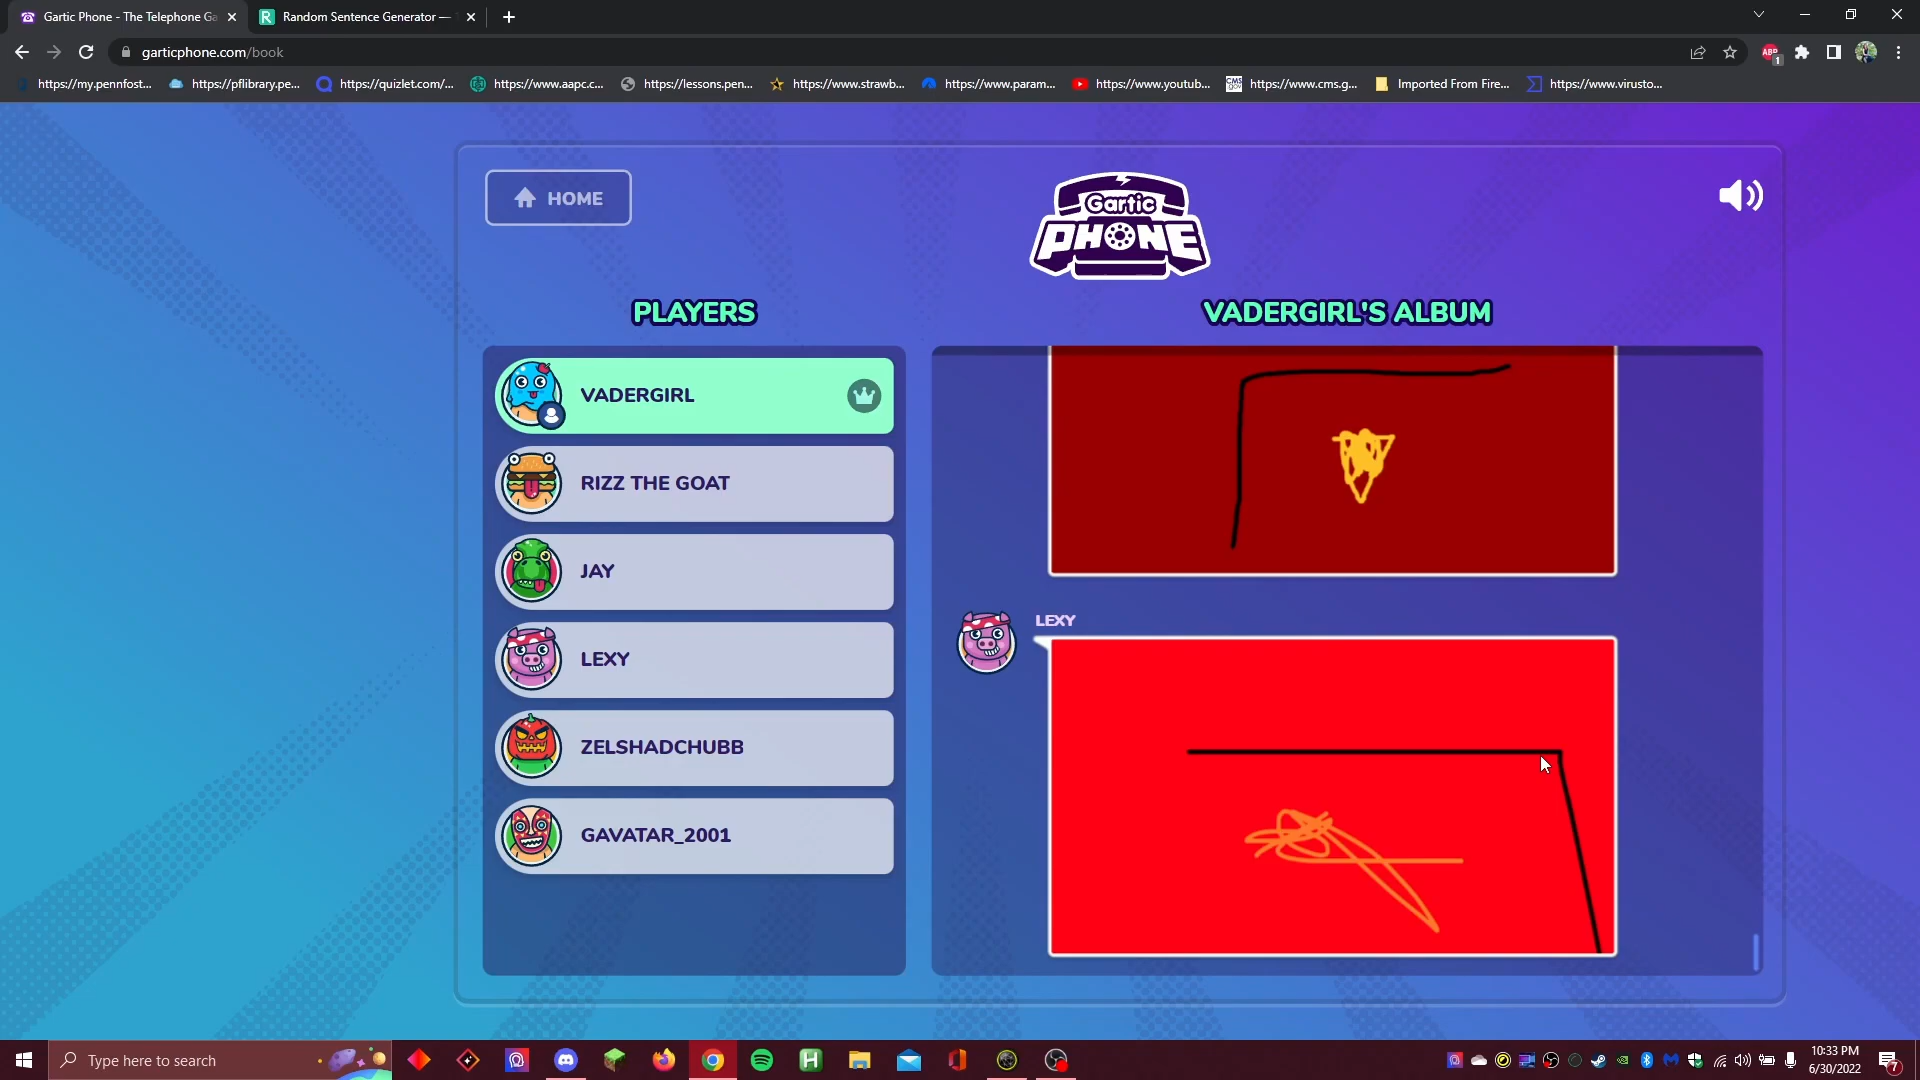 Gartic Phone - The Telephone Ga
Random Sentence Generator —
garticphone.com/book
https://my.pennfost...
https://pflibrary.pe...
https://quizlet.com/...
https://www.aapc.c...
https://lessons.pen...
https://www.strawb...
https://www.param...
https://www.youtub...
https://www.cms.g...
Imported From Fire...
https://www.virusto...
HOME
Gartic
PHONE
PLAYERS
VADERGIRL'S ALBUM
VADERGIRL
RIZZ THE GOAT
JAY
LEXY
ZELSHADCHUBB
GAVATAR_2001
LEXY
Type here to search
10:33 PM
6/30/2022
7